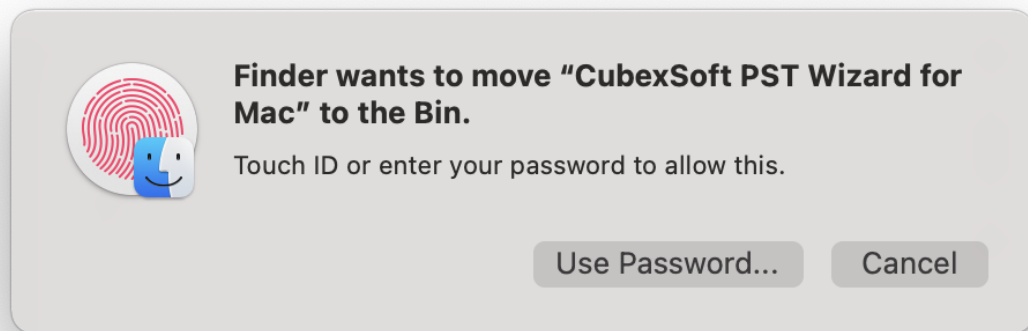 Finder wants to move “CubexSoft PST Wizard for
Mac” to the Bin.
Touch ID or enter your password to allow this.
Use Password...
Cancel